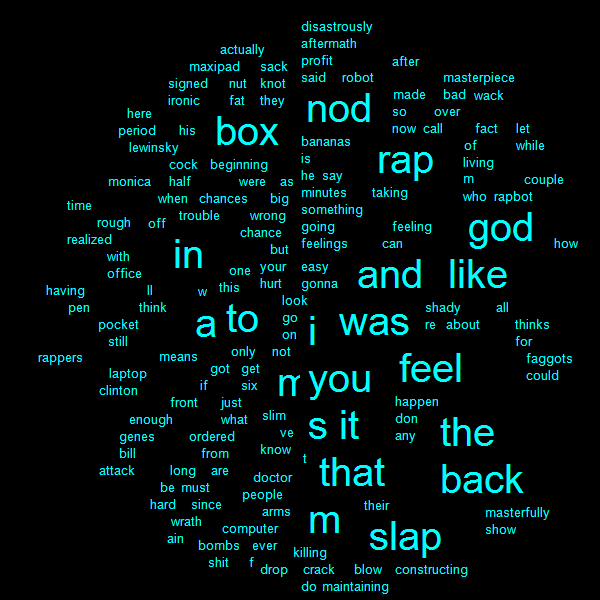 disastrously
actually aftermath
maxipad sack profit after
signed nut knot said robot masterpiece
ironic fat they nod made bad wack
here box so over
period his now call fact let
lewinsky bananas of while
cock beginning is rap living
monica half were as he say m couple
when chances big minutes taking who rapbot
time trouble wrong something
rough off going feeling god
realized chance feelings can how
with in but
office one your easy and like
having ll w this hurt gonna
pen think look shady all
pocket a to go i was re about thinks
still on for
rappers means only not faggots
laptop got get m you feel could
clinton if six
front just happen
enough what slim s it don
genes ordered ve any the
bill from know t
attack long are doctor that back
be must people
hard since arms their masterfully
wrath computer m slap show
ain bombs ever killing
shit f drop crack blow constructing
do maintaining